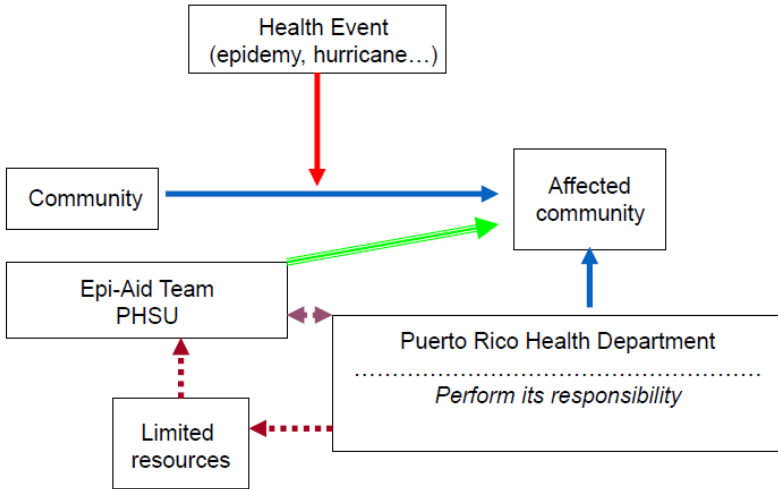 Health Event
(epidemy, hurricane…)
Community
Affected
community
Epi-Aid Team
PHSU
Puerto Rico Health Department
…………………………………………………
Perform its responsibility
Limited
resources